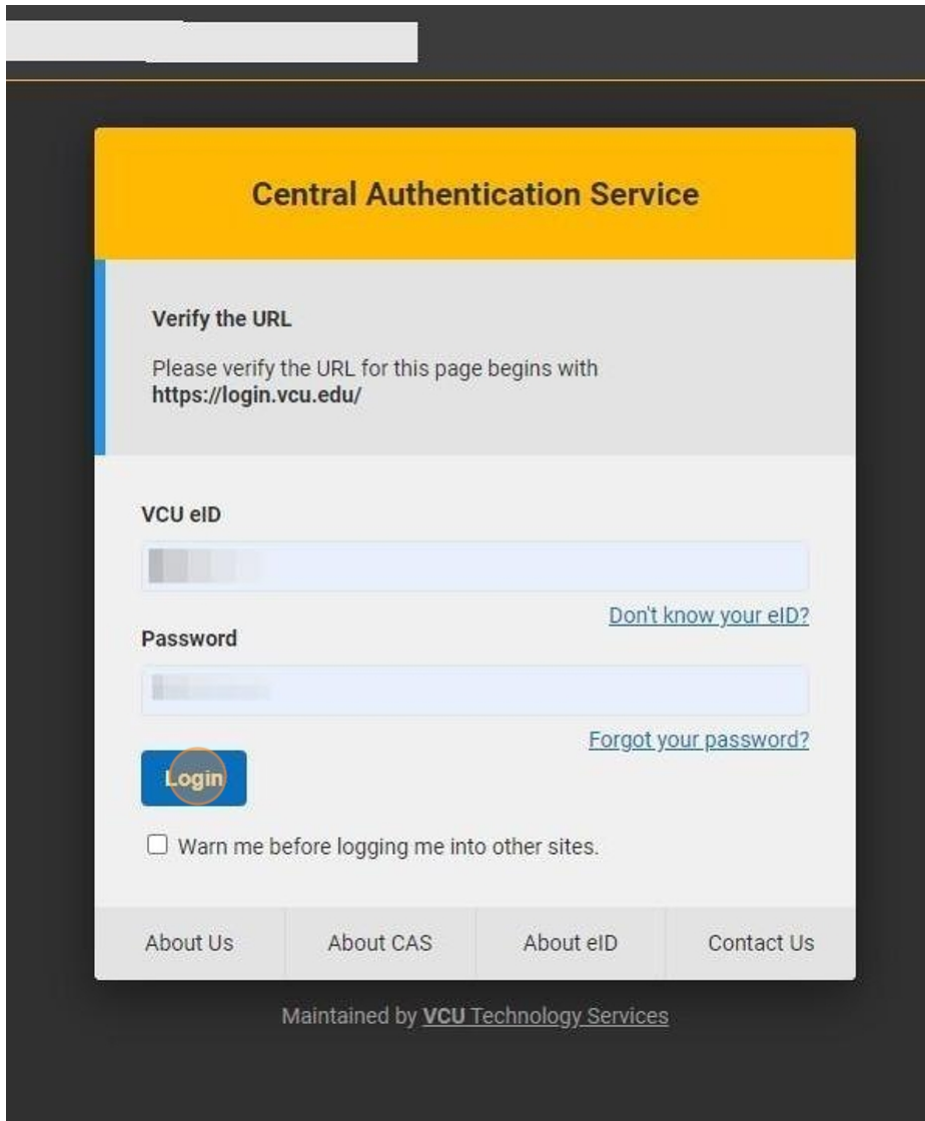 Central Authentication Service
Verify the URL
Please verify the URL for this page begins with
https://login.vcu.edu/
VCU eID
Don't know your eID?
Password
Forgot your password?
Login
Warn me before logging me into other sites.
About Us About CAS About eID Contact Us
Maintained by VCU Technology Services